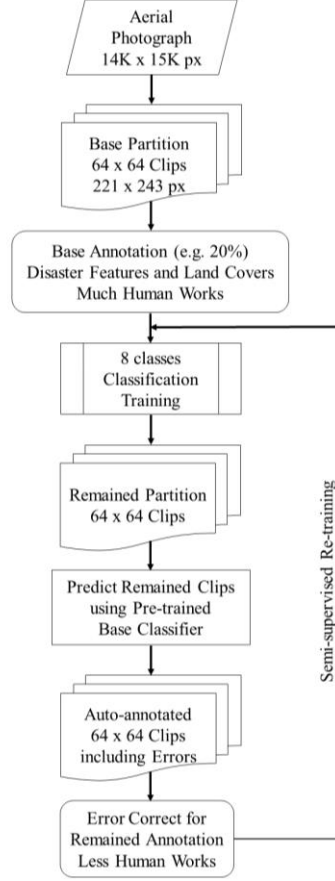 Aerial
Photograph
14K x 15K px
Base Partition
64 x 64 Clips
221 x 243 px
Base Annotation (e.g. 20%)
Disaster Features and Land Covers
Much Human Works
8 classes
Classification
Training
Remained Partition
64 x 64 Clips
Predict Remained Clips
using Pre-trained
Base Classifier
Auto-annotated
64 x 64 Clips
including Errors
Error Correct for
Remained Annotation
Less Human Works
Semi-supervised Re-training